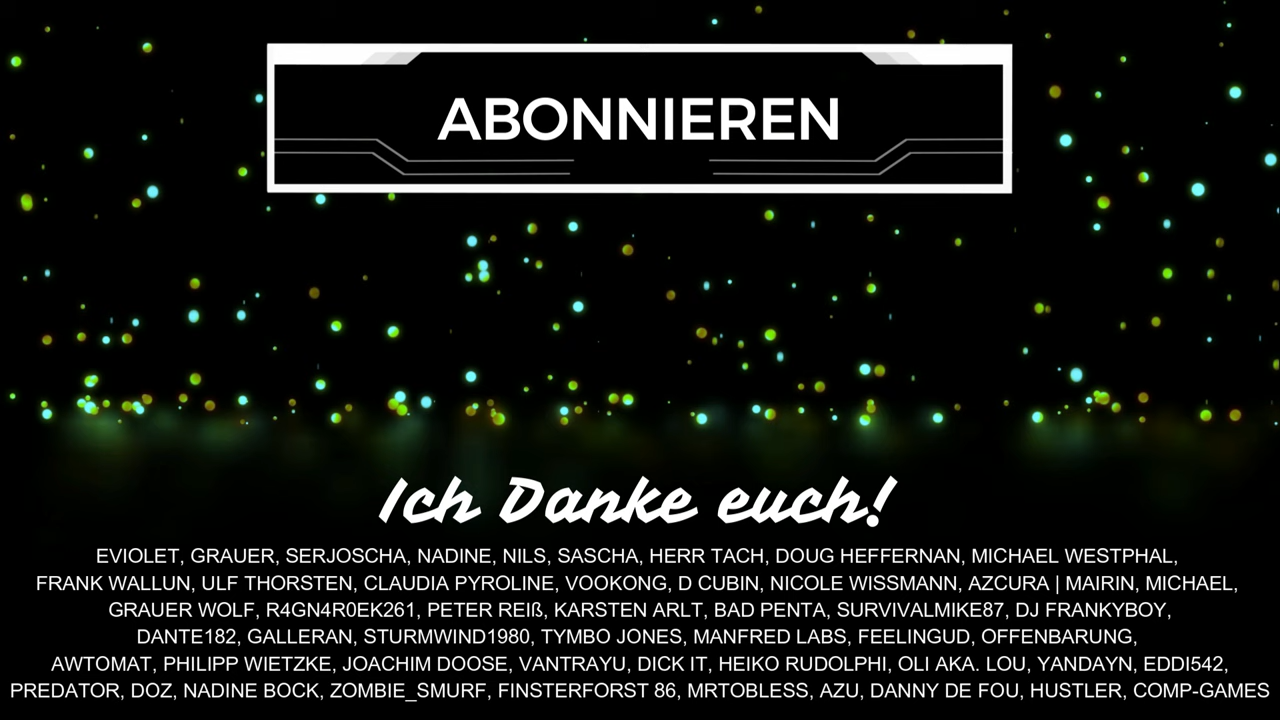 ABONNIEREN
Ich Danke euch!
EVIOLET, GRAUER, SERJOSCHA, NADINE, NILS, SASCHA, HERR TACH, DOUG HEFFERNAN, MICHAEL WESTPHAL,
FRANK WALLUN, ULF THORSTEN, CLAUDIA PYROLINE, VOOKONG, D CUBIN, NICOLE WISSMANN, AZCURA | MAIRIN, MICHAEL,
GRAUER WOLF, R4GN4R0EK261, PETER REIß, KARSTEN ARLT, BAD PENTA, SURVIVALMIKE87, DJ FRANKYBOY,
DANTE182, GALLERAN, STURMWIND1980, TYMBO JONES, MANFRED LABS, FEELINGUD, OFFENBARUNG,
AWTOMAT, PHILIPP WIETZKE, JOACHIM DOOSE, VANTRAYU, DICK IT, HEIKO RUDOLPHI, OLI AKA. LOU, YANDAYN, EDDI542,
PREDATOR, DOZ, NADINE BOCK, ZOMBIE_SMURF, FINSTERFORST 86, MRTOBLESS, AZU, DANNY DE FOU, HUSTLER, COMP-GAMES